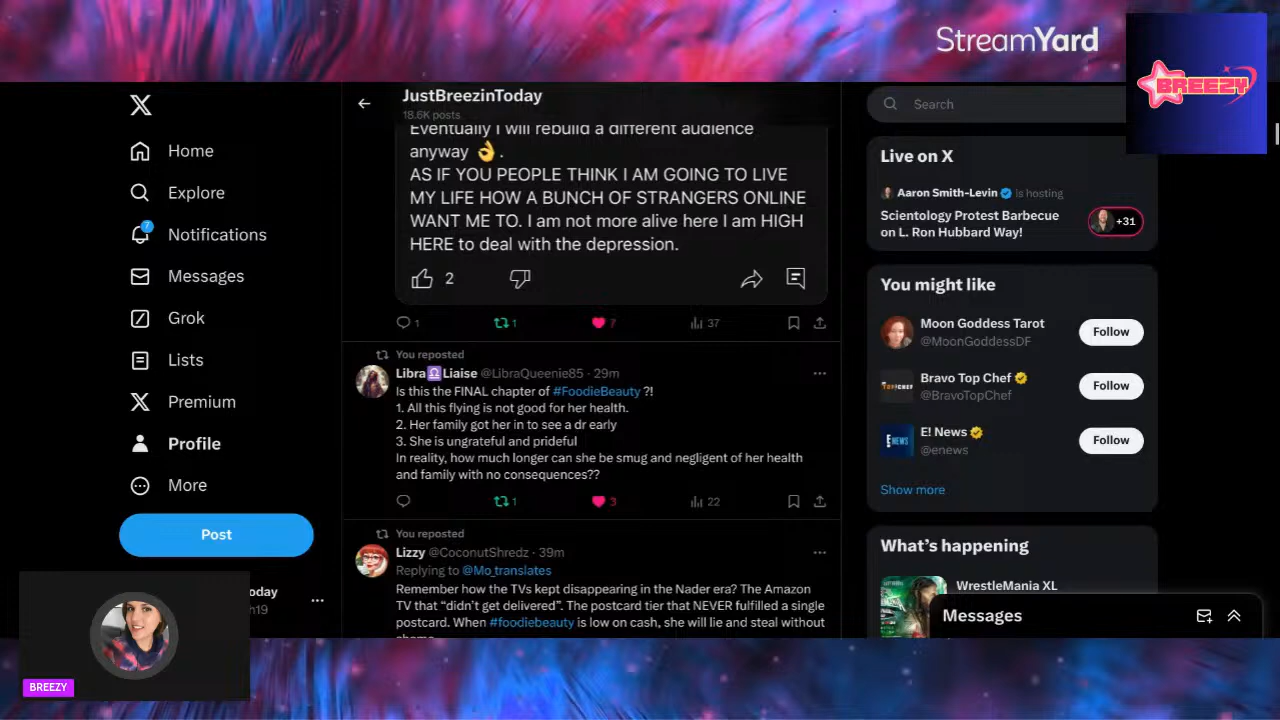 StreamYard
BREEZY
JustBreezinToday
18.6K posts
Search
Home
Explore
7
Notifications
Messages
Grok
Lists
Premium
Profile
More
Post
oday
n19
BREEZY
Eventually I will rebuild a different audience
anyway 👌.
AS IF YOU PEOPLE THINK I AM GOING TO LIVE
MY LIFE HOW A BUNCH OF STRANGERS ONLINE
WANT ME TO. I am not more alive here I am HIGH
HERE to deal with the depression.
2
1 1 7 37
You reposted
Libra♎Liaise @LibraQueenie85 · 29m
Is this the FINAL chapter of #FoodieBeauty ?!
1. All this flying is not good for her health.
2. Her family got her in to see a dr early
3. She is ungrateful and prideful
In reality, how much longer can she be smug and negligent of her health
and family with no consequences??
1 3 22
You reposted
Lizzy @CoconutShredz · 39m
Replying to @Mo_translates
Remember how the TVs kept disappearing in the Nader era? The Amazon
TV that “didn't get delivered”. The postcard tier that NEVER fulfilled a single
postcard. When #foodiebeauty is low on cash, she will lie and steal without
Live on X
Aaron Smith-Levin is hosting
Scientology Protest Barbecue
on L. Ron Hubbard Way!
+31
You might like
Moon Goddess Tarot
@MoonGoddessDF
Follow
Bravo Top Chef
@BravoTopChef
Follow
E! News
@enews
Follow
Show more
What's happening
WrestleMania XL
Messages